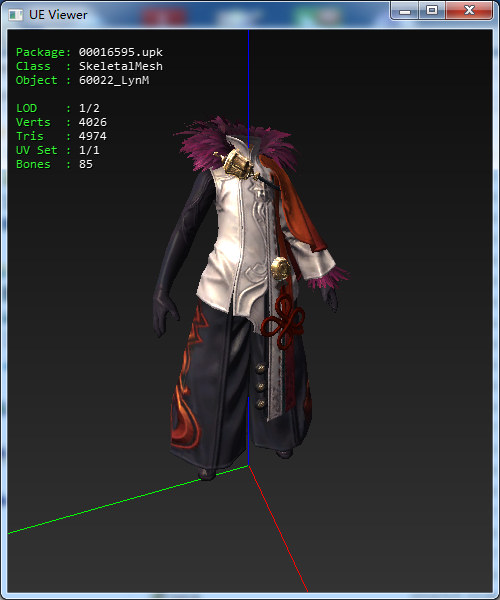 UE Viewer
Package: 00016595.upk
Class : SkeletalMesh
Object : 60022_LynM
LOD : 1/2
Verts : 4026
Tris : 4974
UV Set : 1/1
Bones : 85